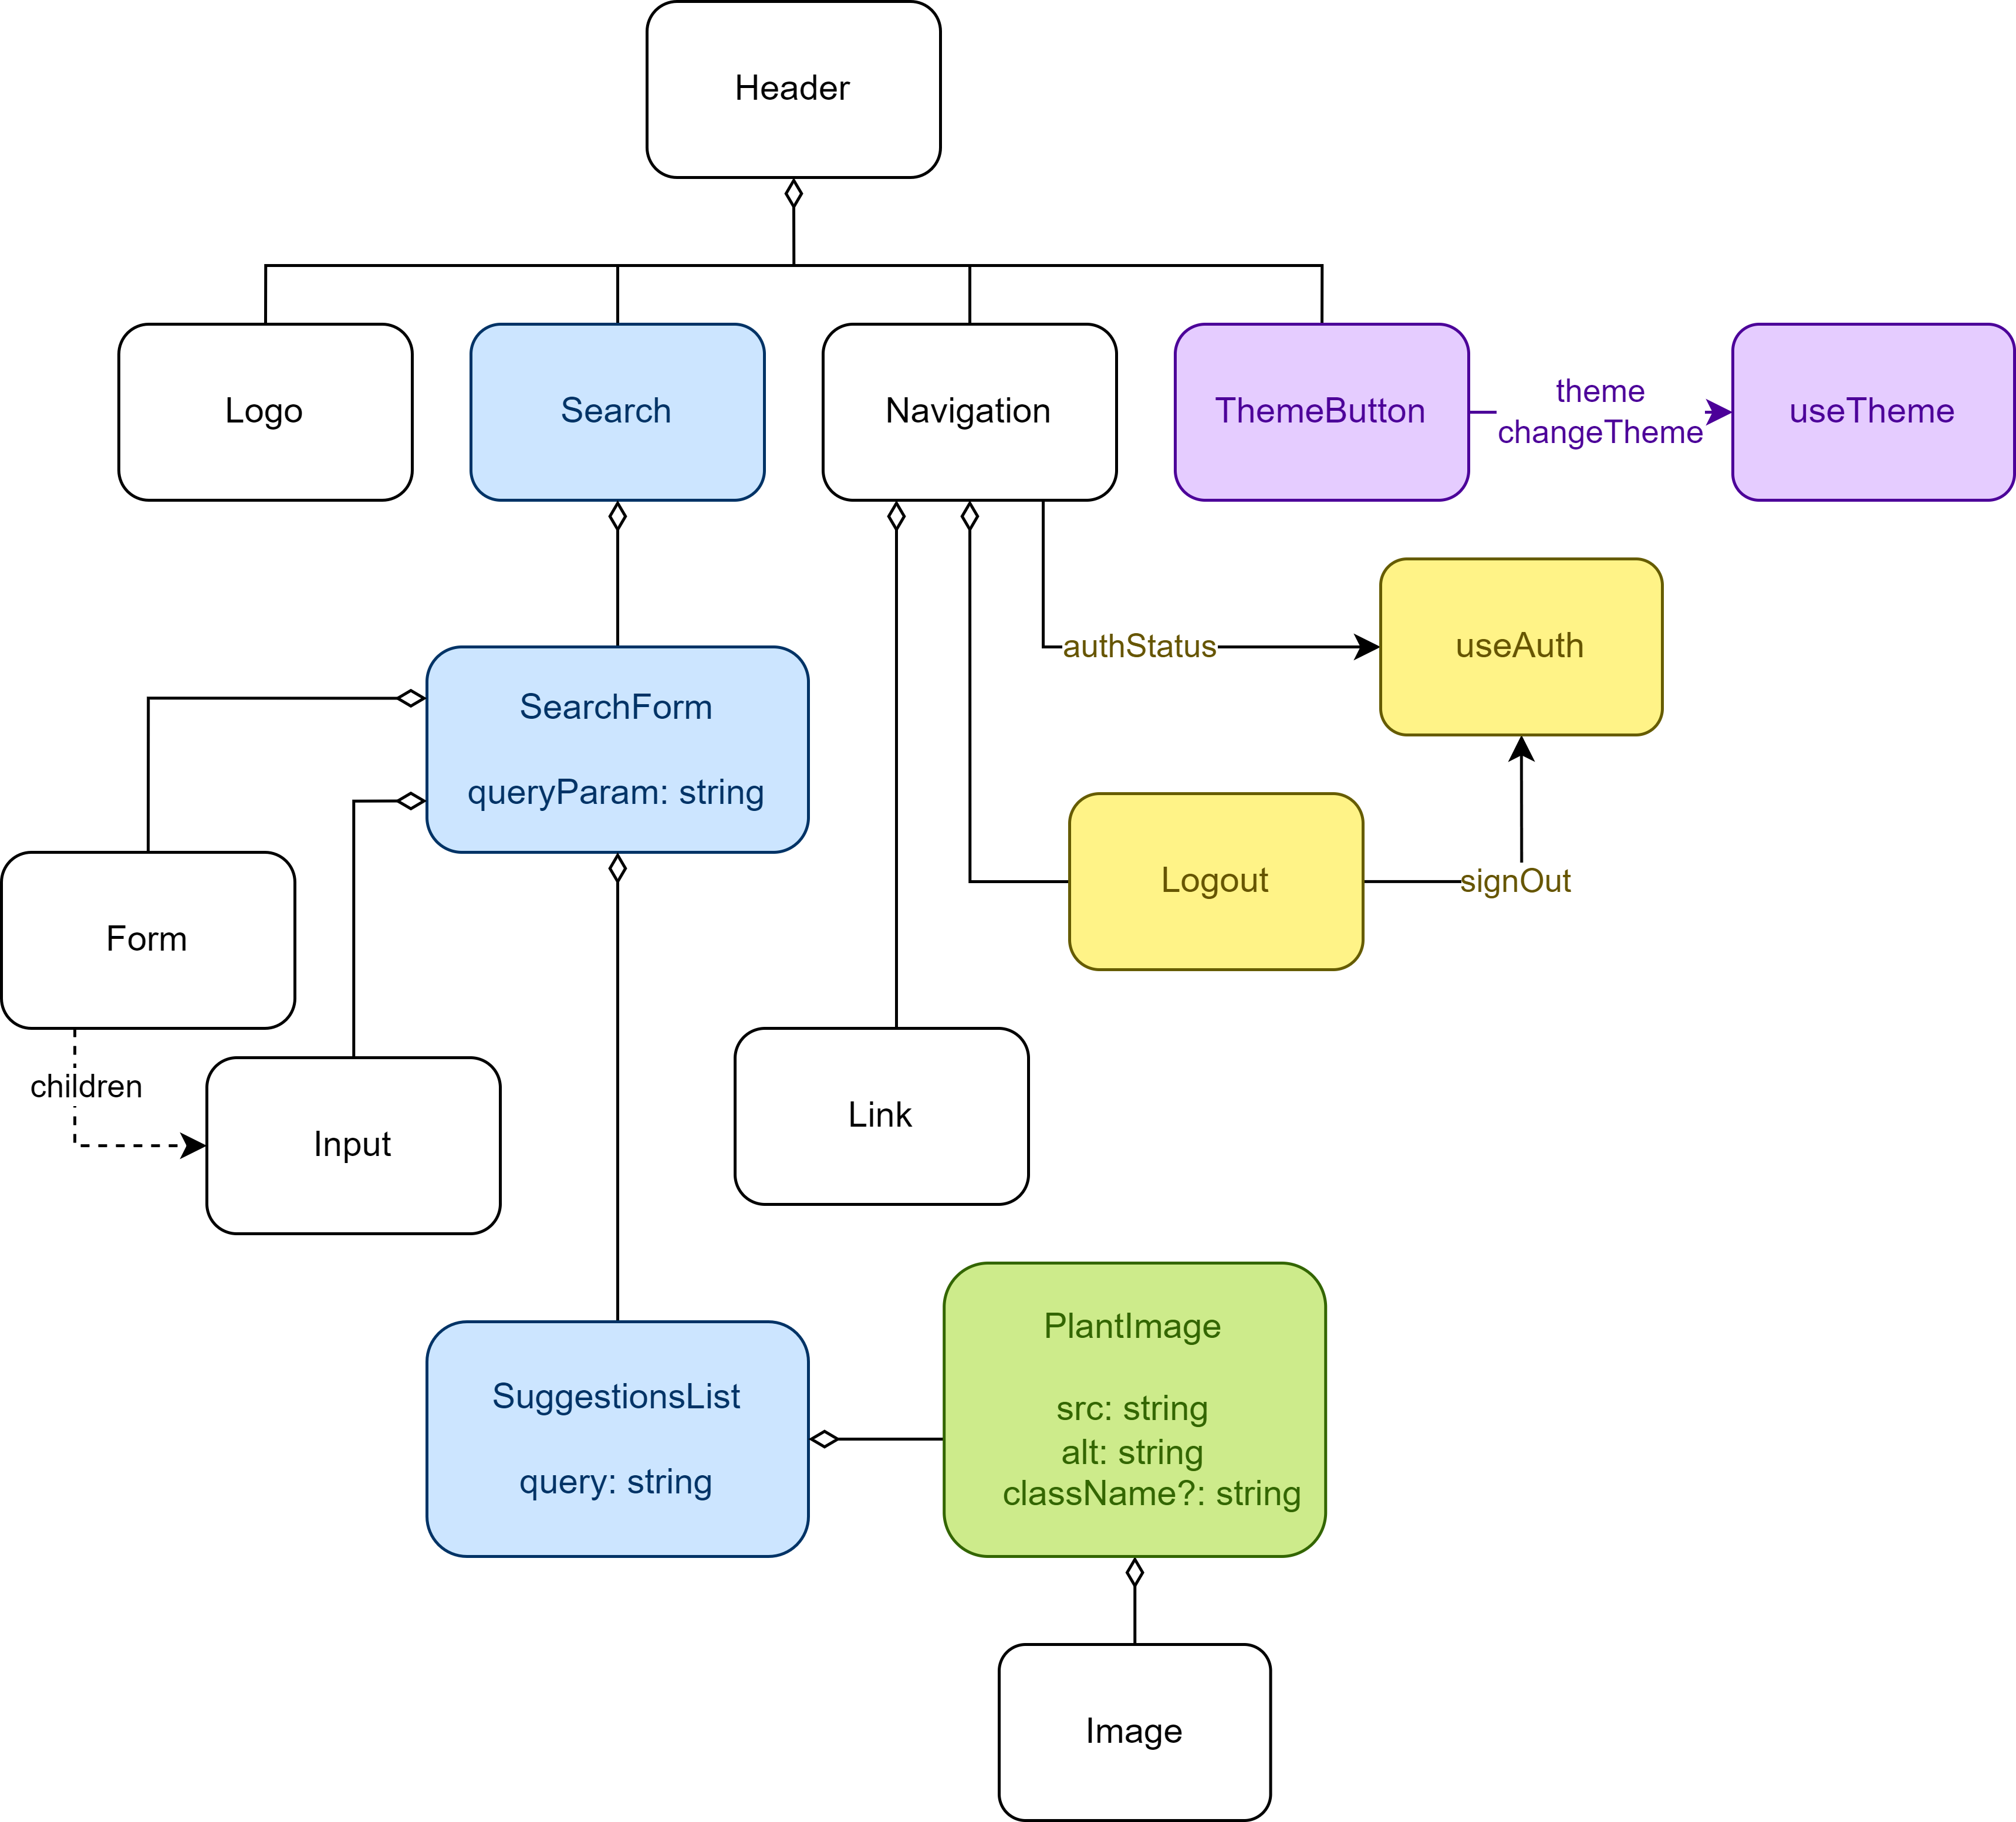 Header
Logo
Search
Navigation
ThemeButton
theme
changeTheme
useTheme
authStatus
useAuth
SearchForm
queryParam: string
Logout
signOut
Form
children
Input
Link
SuggestionsList
query: string
PlantImage
src: string
alt: string
className?: string
Image